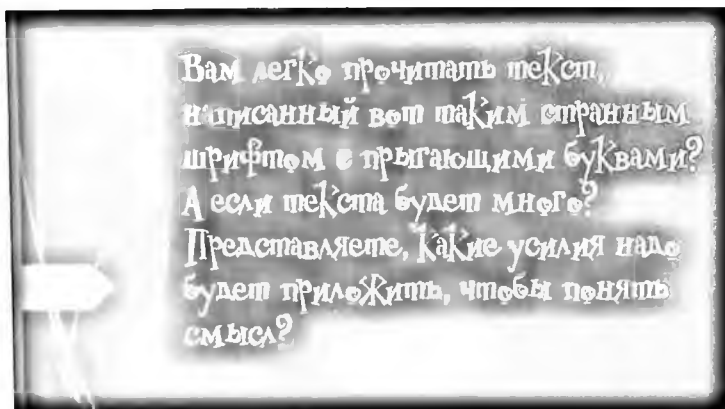 Вам легко прочитать текст,
написанный вот таким странным
шрифтом с прыгающими буквами?
А если текста будет много?
Представляете, какие усилия надо
будет приложить, чтобы понять
смысл?